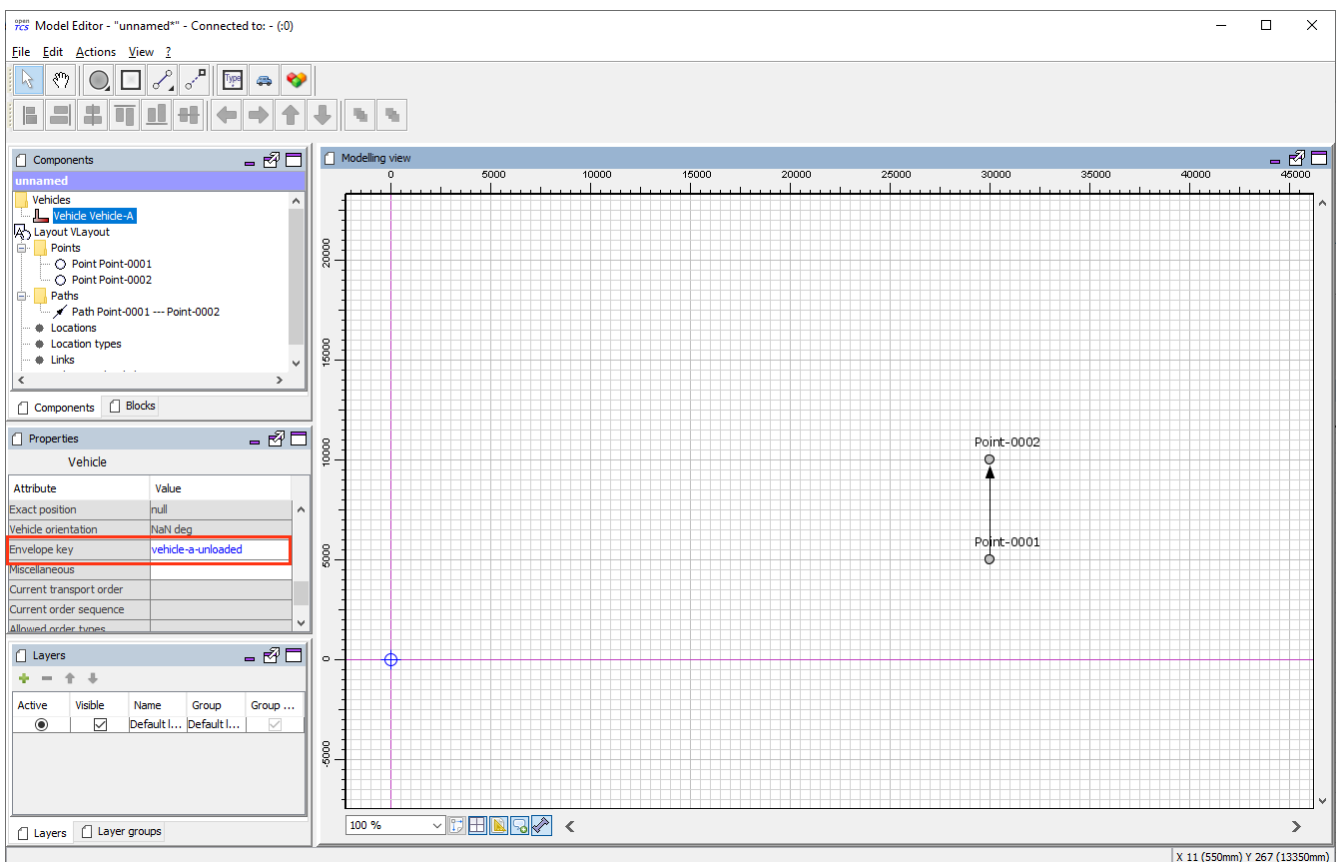 open TCS Model Editor - "unnamed*" - Connected to: - (:0)
File Edit Actions View ?
Type
Components
unnamed
Vehicles
Vehicle Vehicle-A
Layout VLayout
Points
Point Point-0001
Point Point-0002
Paths
Path Point-0001 --- Point-0002
Locations
Location types
Links
Components Blocks
Properties
Vehicle
Attribute Value
Exact position null
Vehicle orientation NaN deg
Envelope key vehicle-a-unloaded
Miscellaneous
Current transport order
Current order sequence
Allowed order types
Layers
Active Visible Name Group Group ...
Default l... Default l...
Layers Layer groups
Modelling view
0 5000 10000 15000 20000 25000 30000 35000 40000 45000
20000
15000
10000
5000
0
-5000
Point-0002
Point-0001
100 %
X 11 (550mm) Y 267 (13350mm)